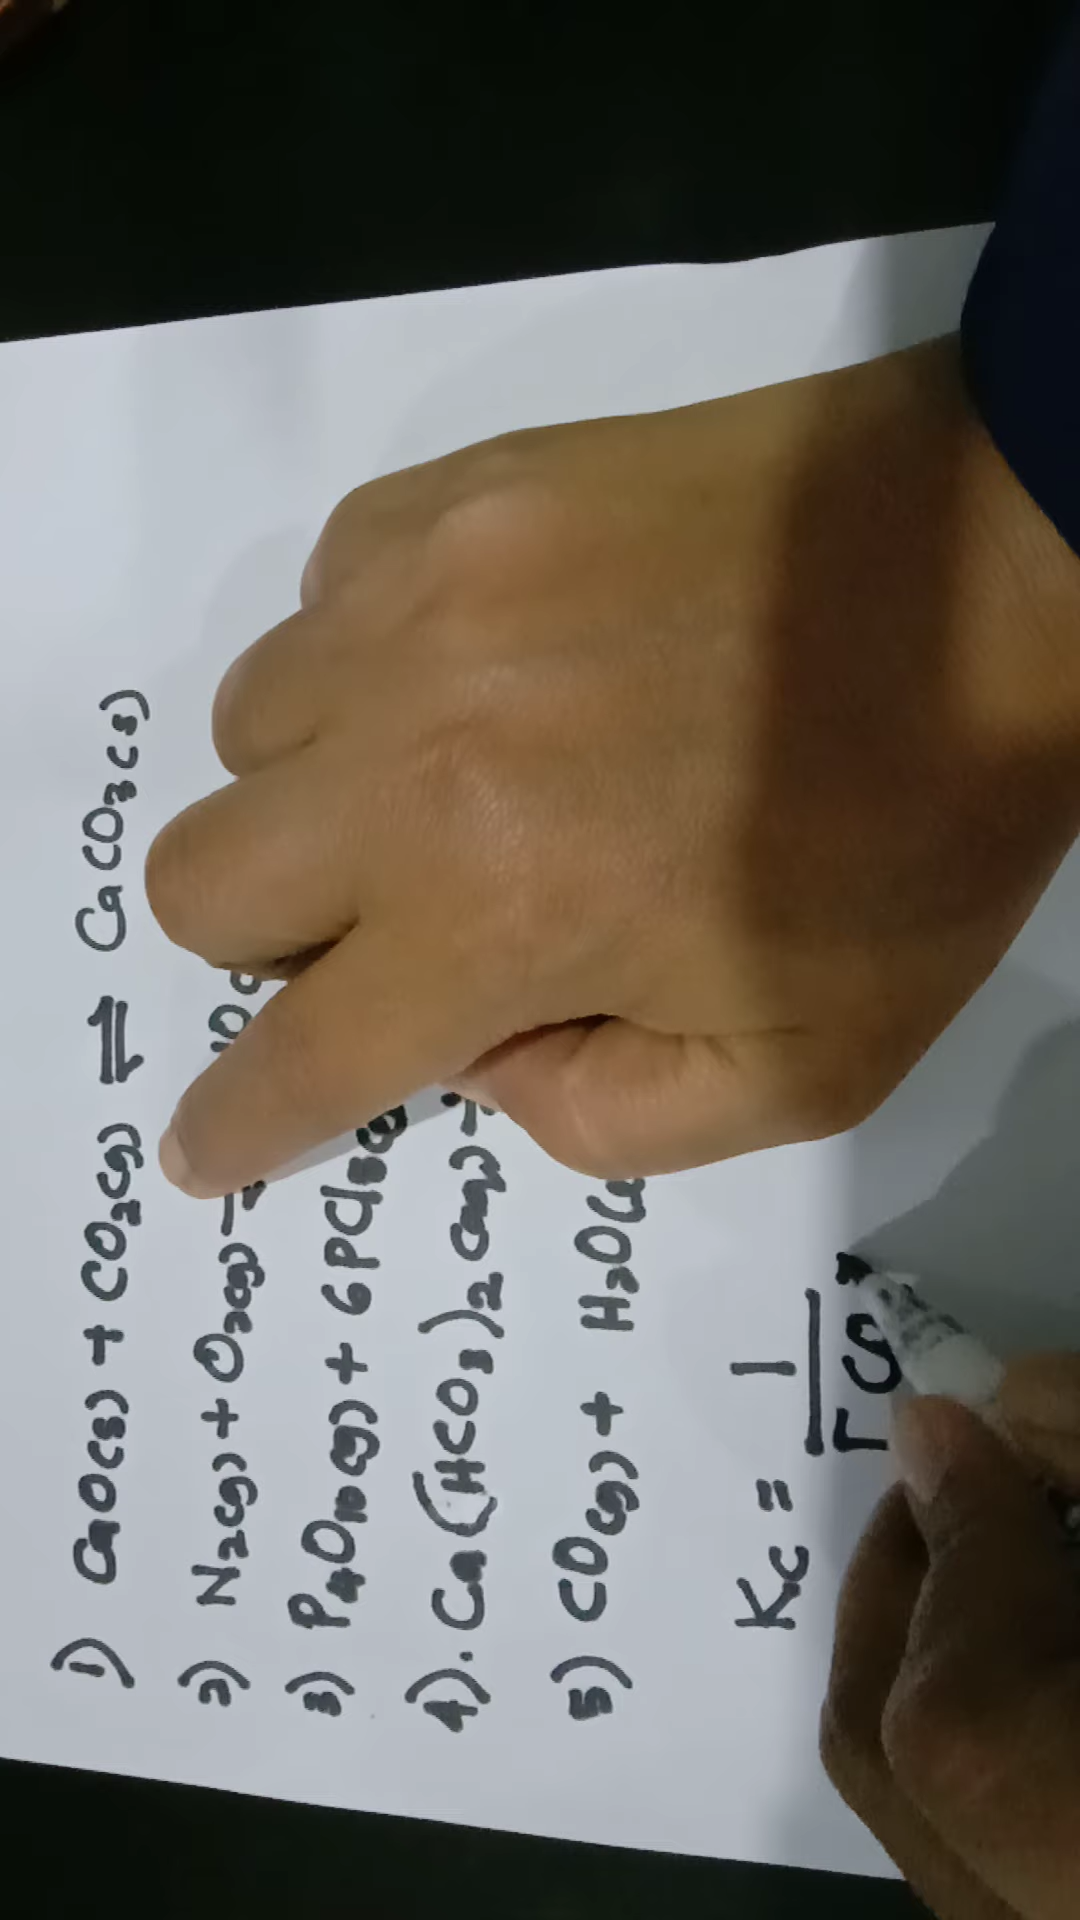 1) CaO(s) + CO₂(g) ⇌ CaCO₃(s)
2) N₂(g) + O₂(g)
3) P₄O₁₀(g) + 6PCl₅
4). Ca(HCO₃)₂(aq)
5) CO(g) + H₂O(
Kc = 1
[C